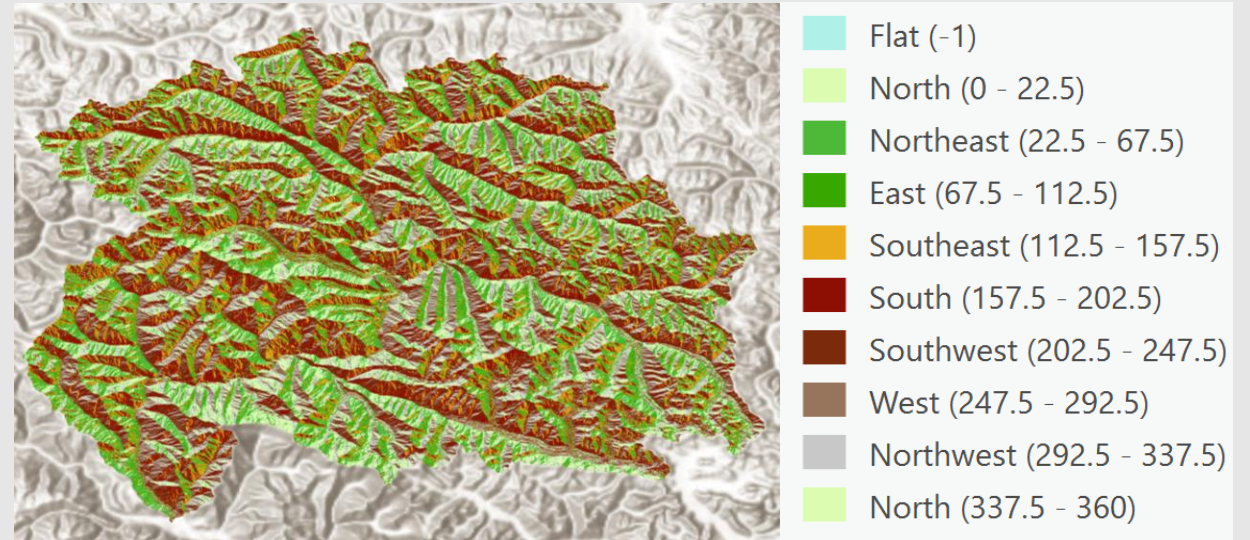 Flat (-1)
North (0 - 22.5)
Northeast (22.5 - 67.5)
East (67.5 - 112.5)
Southeast (112.5 - 157.5)
South (157.5 - 202.5)
Southwest (202.5 - 247.5)
West (247.5 - 292.5)
Northwest (292.5 - 337.5)
North (337.5 - 360)